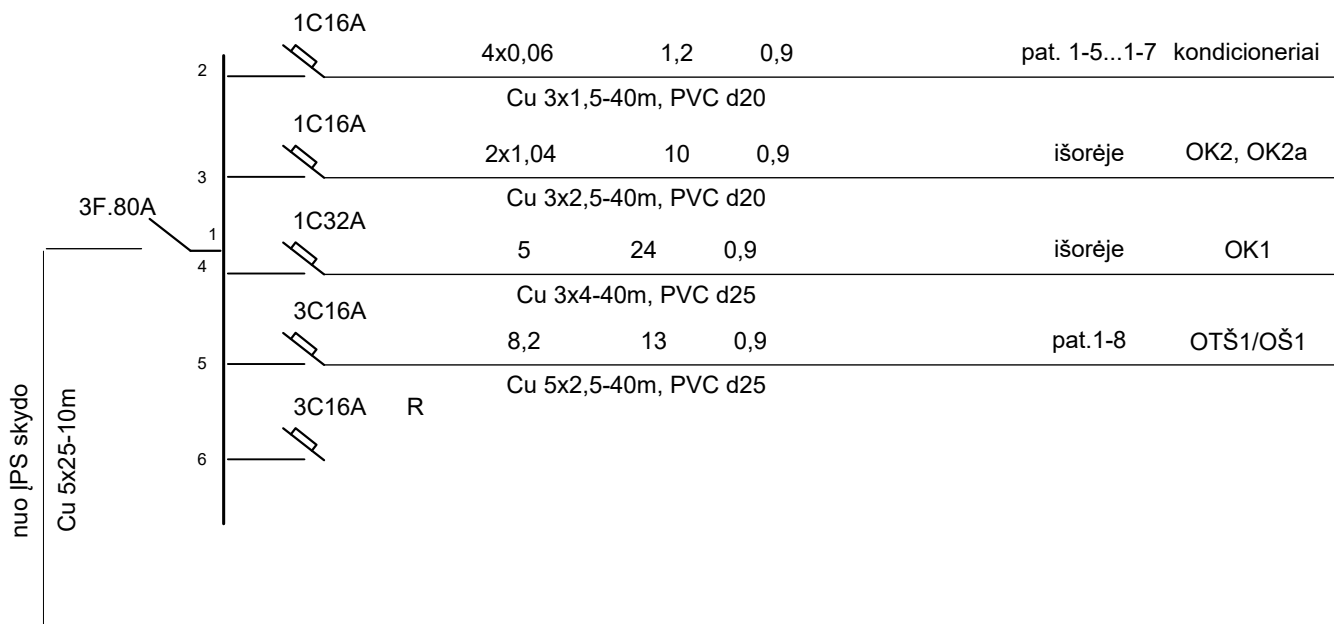 1C16A
2 4x0,06 1,2 0,9 pat. 1-5...1-7 kondicioneriai
Cu 3x1,5-40m, PVC d20
1C16A
3 2x1,04 10 0,9 išorėje OK2, OK2a
Cu 3x2,5-40m, PVC d20
3F.80A
1
1C32A
4 5 24 0,9 išorėje OK1
Cu 3x4-40m, PVC d25
3C16A
5 8,2 13 0,9 pat.1-8 OTŠ1/OŠ1
Cu 5x2,5-40m, PVC d25
3C16A R
6
nuo ĮPS skydo
Cu 5x25-10m